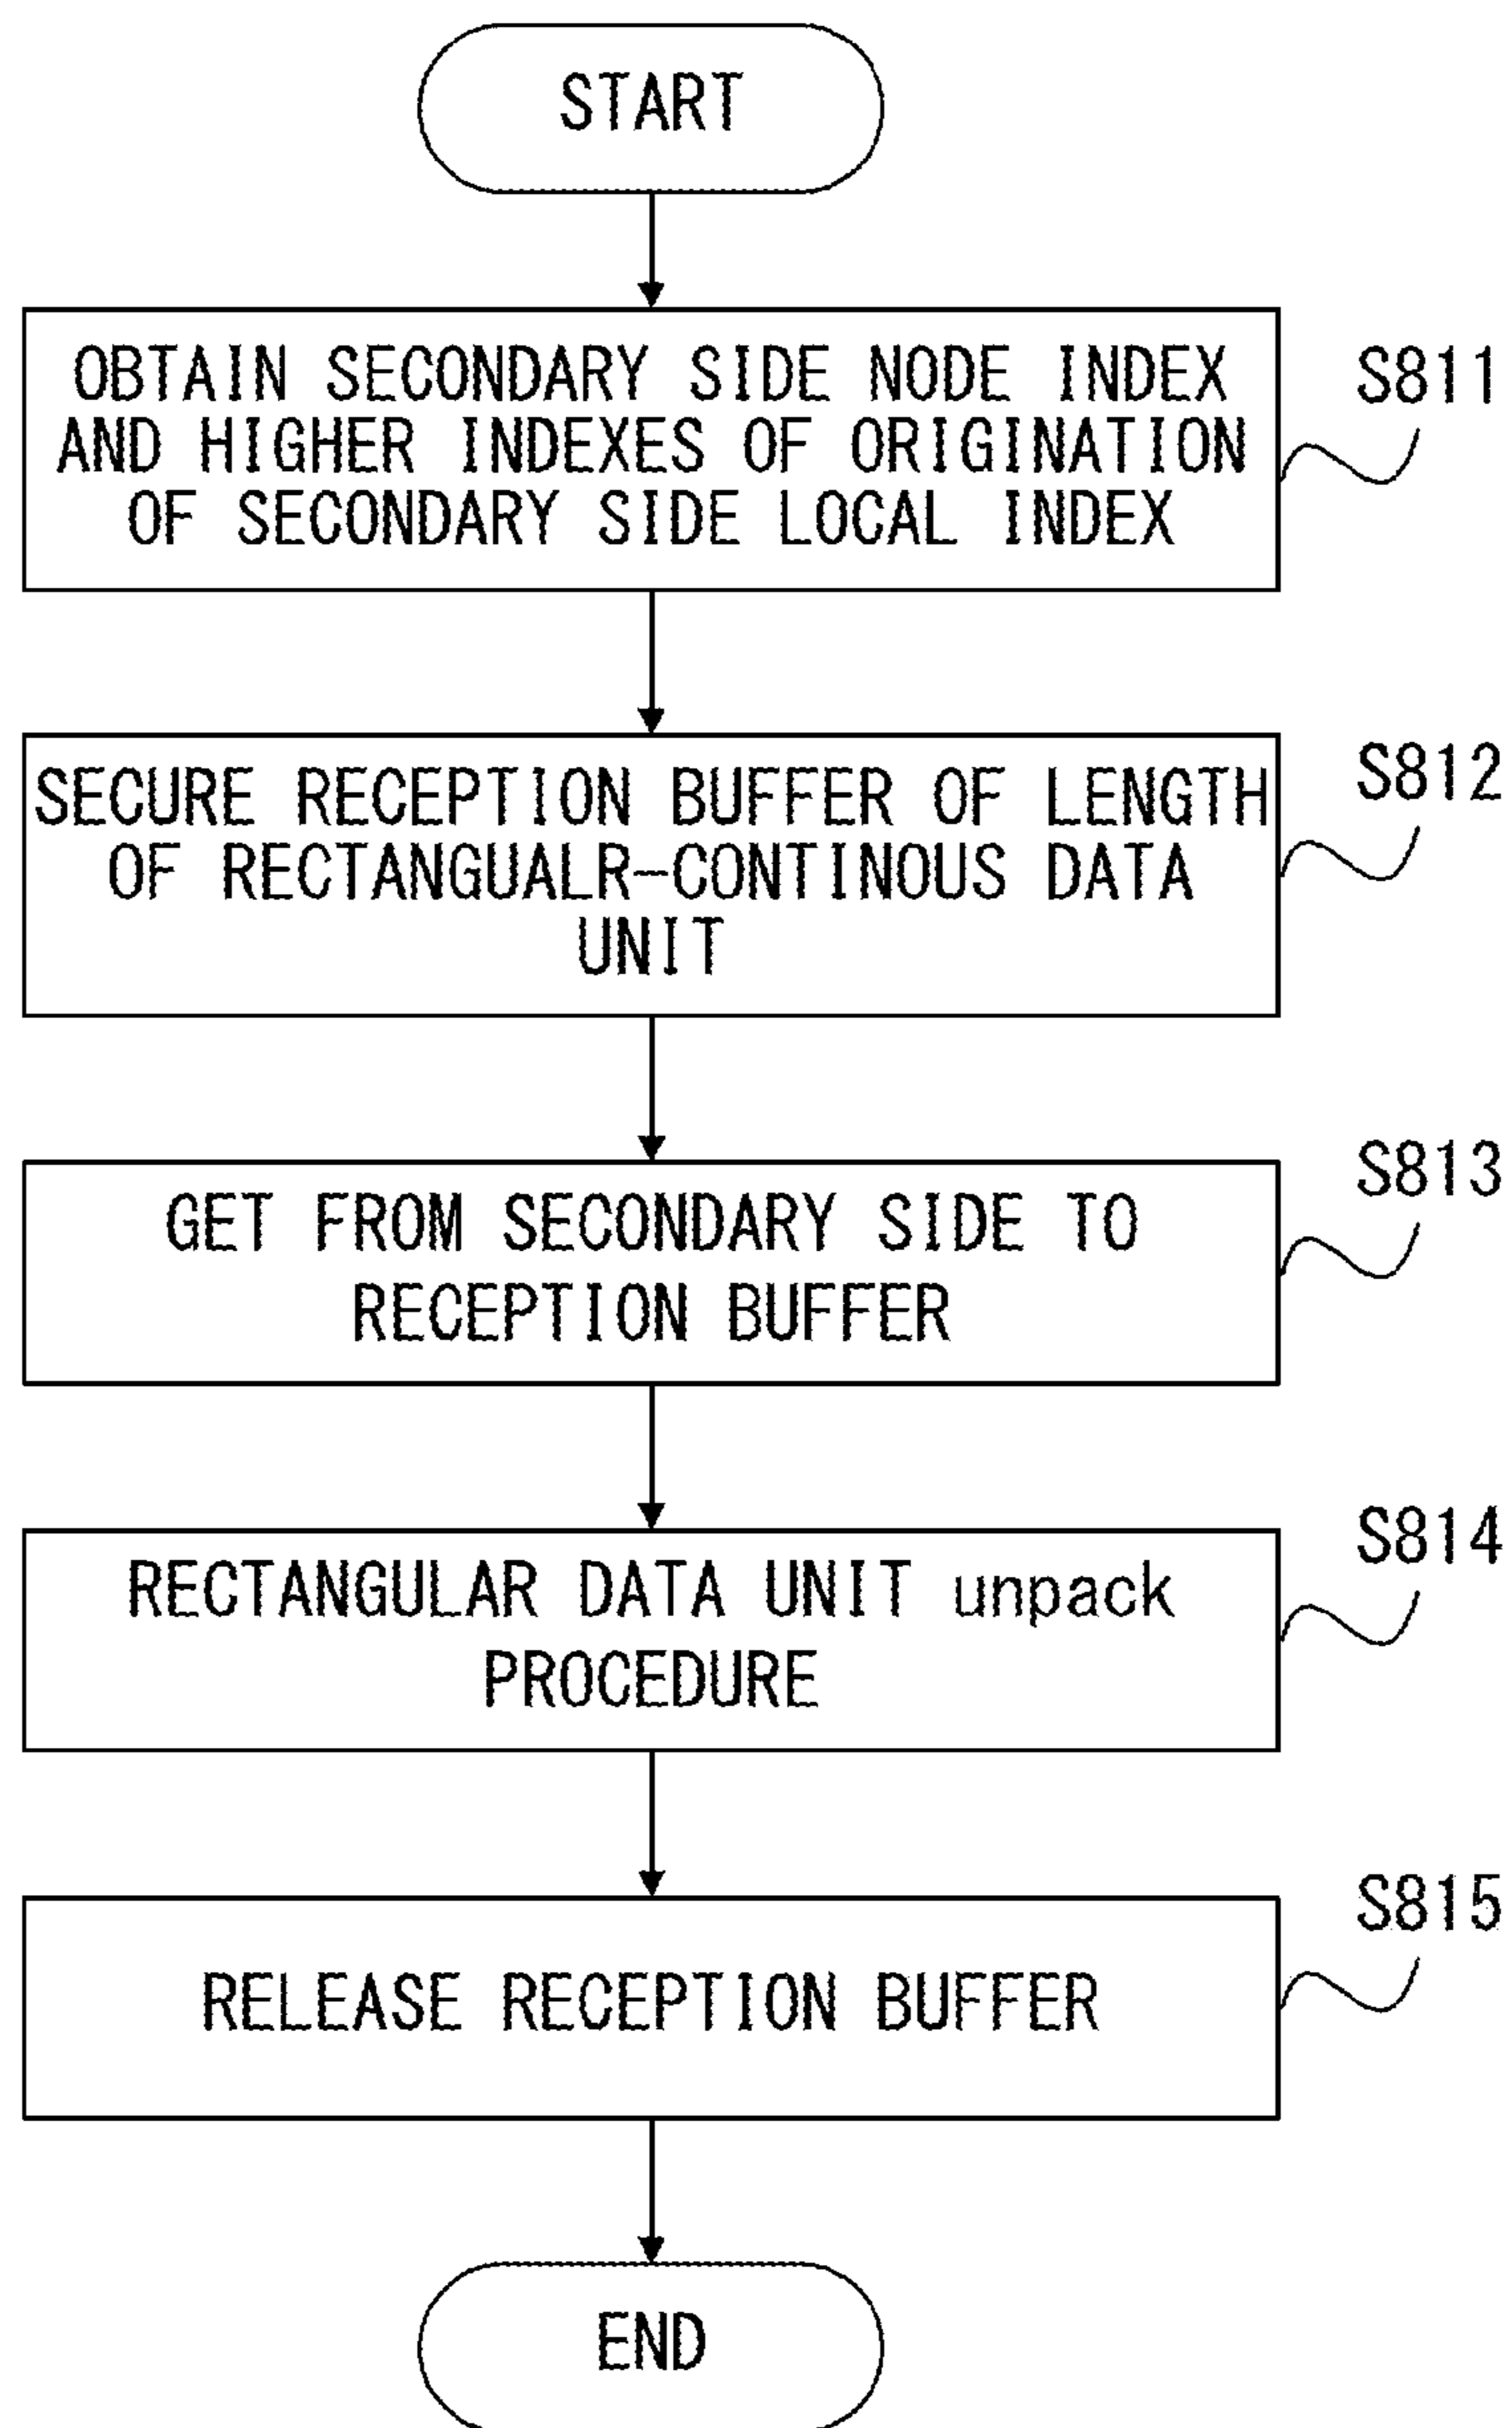 START
OBTAIN SECONDARY SIDE NODE INDEX
AND HIGHER INDEXES OF ORIGINATION
OF SECONDARY SIDE LOCAL INDEX
S811
SECURE RECEPTION BUFFER OF LENGTH
OF RECTANGUALR-CONTINOUS DATA
UNIT
S812
GET FROM SECONDARY SIDE TO
RECEPTION BUFFER
S813
RECTANGULAR DATA UNIT unpack
PROCEDURE
S814
RELEASE RECEPTION BUFFER
S815
END